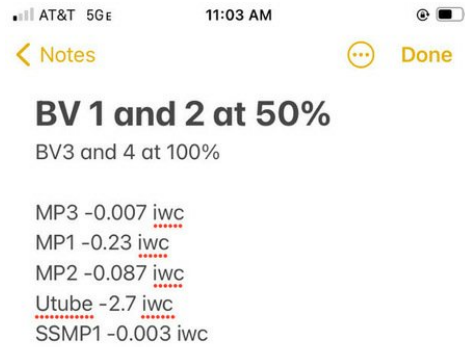 AT&T 5GE 11:03 AM
Notes Done
BV 1 and 2 at 50%
BV3 and 4 at 100%
MP3 -0.007 iwc
MP1 -0.23 iwc
MP2 -0.087 iwc
Utube -2.7 iwc
SSMP1 -0.003 iwc